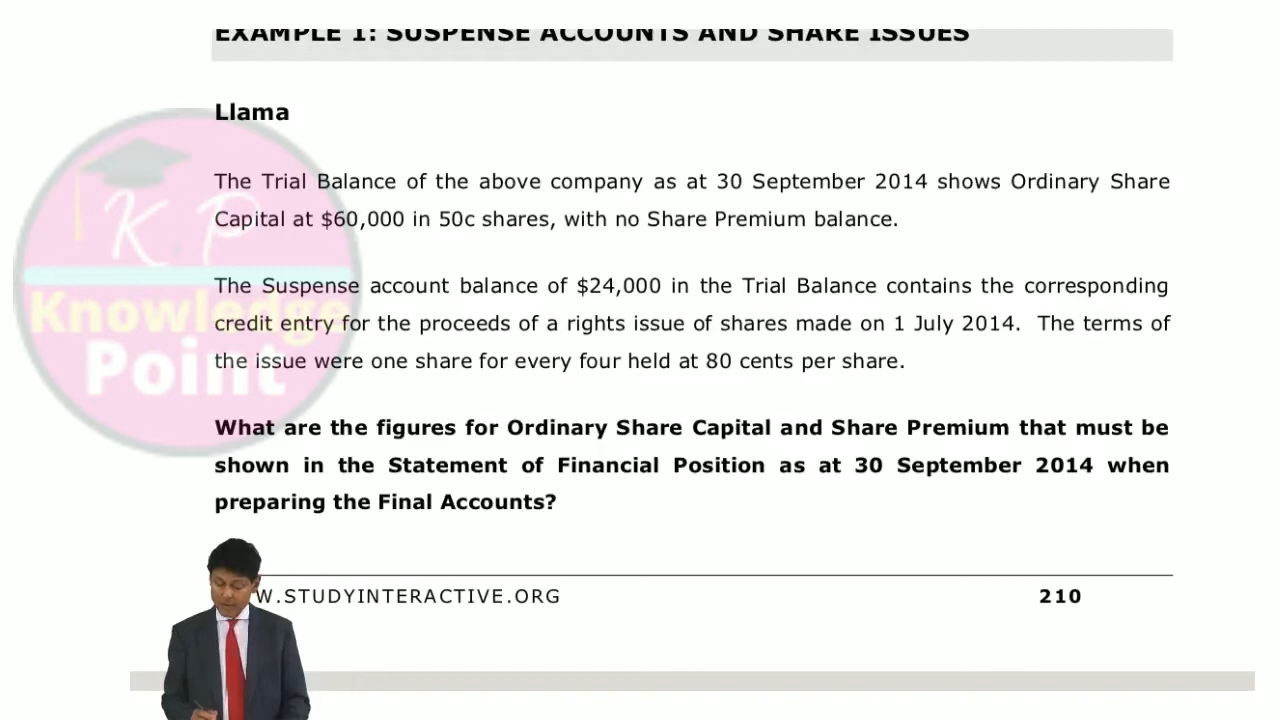 EXAMPLE 1: SUSPENSE ACCOUNTS AND SHARE ISSUES
Llama
The Trial Balance of the above company as at 30 September 2014 shows Ordinary Share
Capital at $60,000 in 50c shares, with no Share Premium balance.
The Suspense account balance of $24,000 in the Trial Balance contains the corresponding
credit entry for the proceeds of a rights issue of shares made on 1 July 2014. The terms of
the issue were one share for every four held at 80 cents per share.
What are the figures for Ordinary Share Capital and Share Premium that must be
shown in the Statement of Financial Position as at 30 September 2014 when
preparing the Final Accounts?
W.STUDYINTERACTIVE.ORG 210
K.P
Knowledge
Point